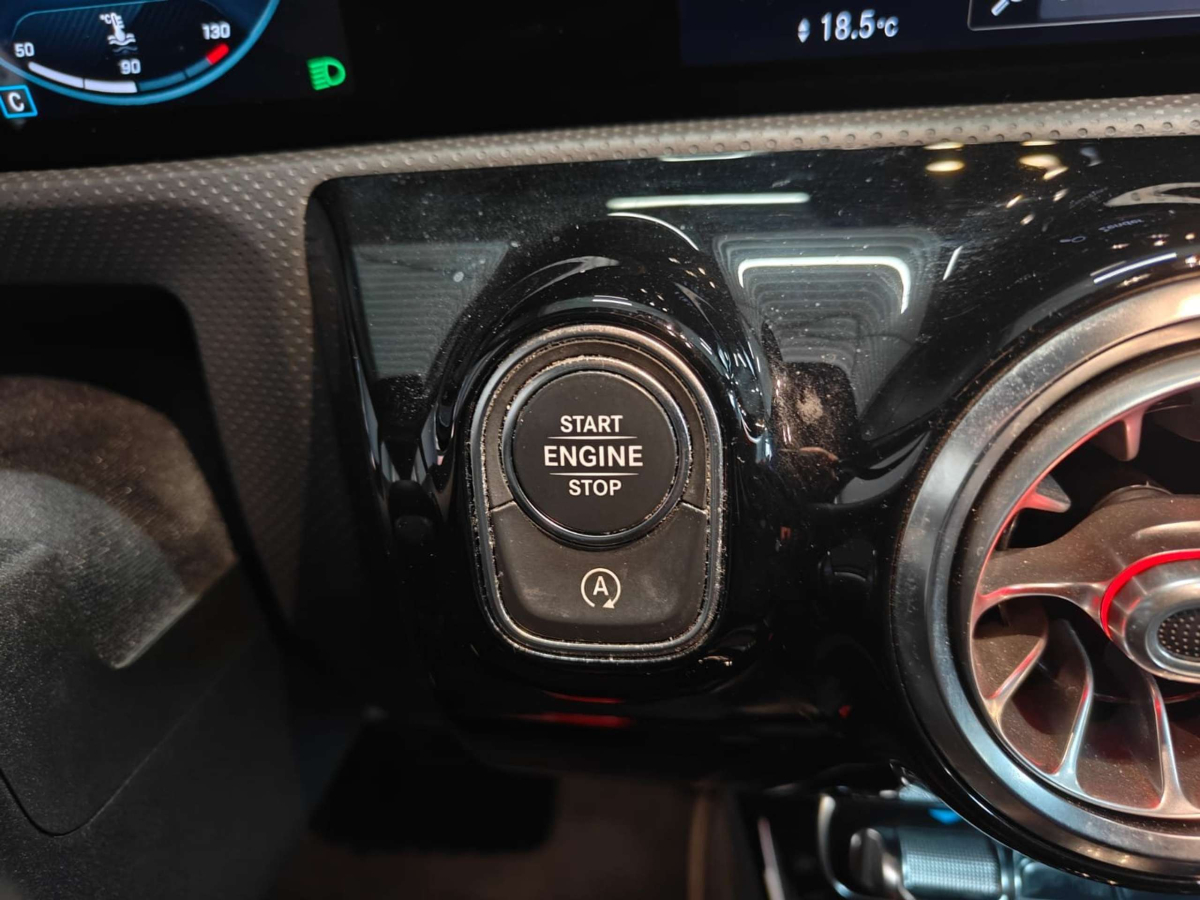 50
90
130
°C
C
18.5°C
START
ENGINE
STOP
A